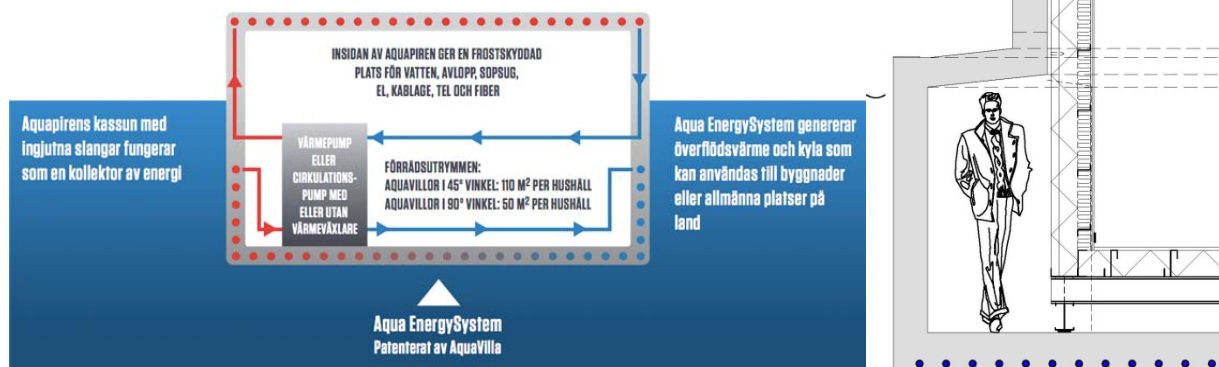 INSIDAN AV AQUAPIREN GER EN FROSTSKYDDAD
PLATS FÖR VATTEN, AVLOPP, SOPSUG,
EL, KABLAGE, TEL OCH FIBER
Aquapirens kassun med
ingjutna slangar fungerar
som en kollektor av energi
VÄRMEPUMP
ELLER
CIRKULATIONS-
PUMP MED
ELLER UTAN
VÄRMEVÄXLARE
FÖRRÅDSUTRYMMEN:
AQUAVILLOR I 45° VINKEL: 110 M² PER HUSHÅLL
AQUAVILLOR I 90° VINKEL: 50 M² PER HUSHÅLL
Aqua EnergySystem genererar
överflödsvärme och kyla som
kan användas till byggnader
eller allmänna platser på
land
Aqua EnergySystem
Patenterat av AquaVilla